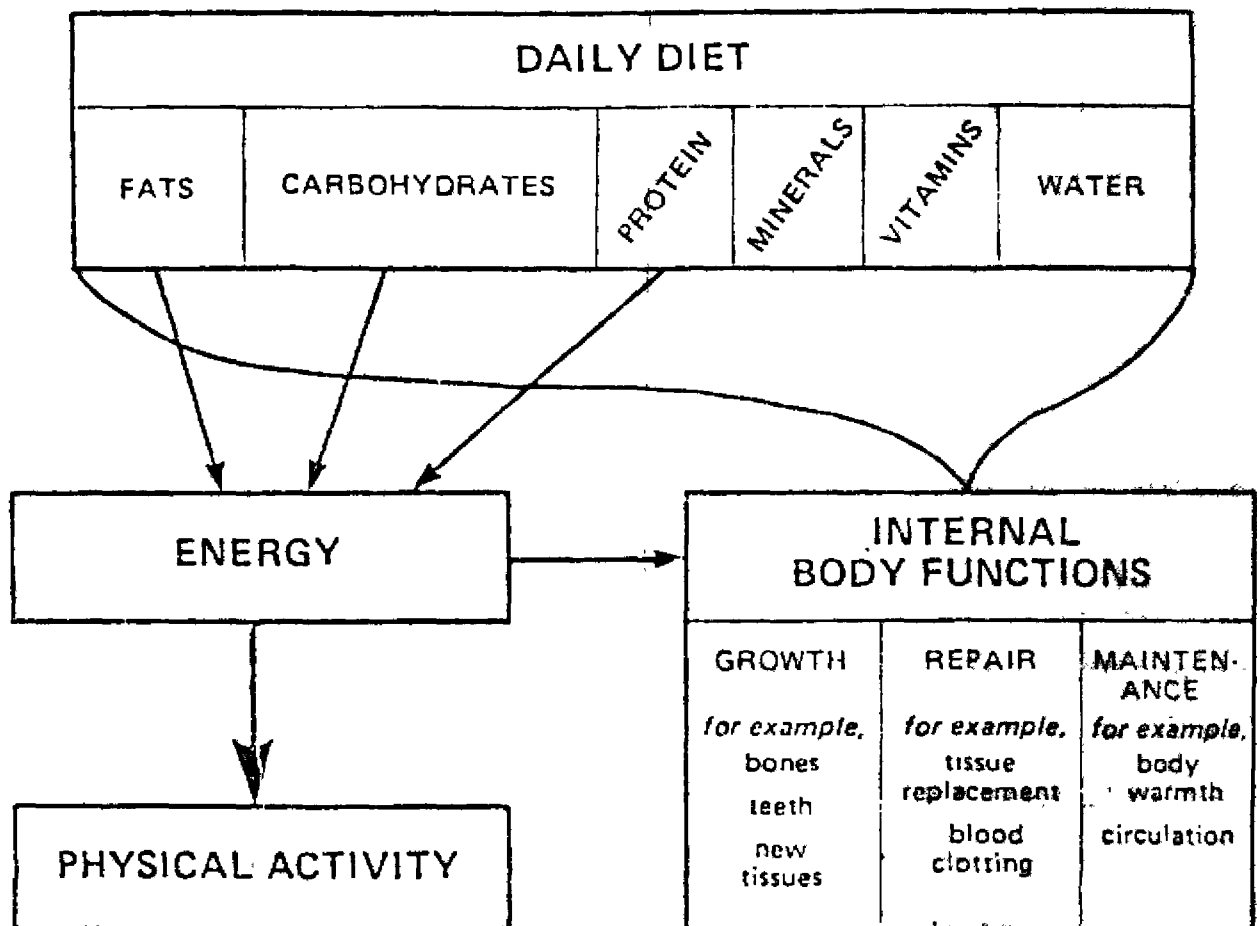 DAILY DIET
FATS
CARBOHYDRATES
PROTEIN
MINERALS
VITAMINS
WATER
ENERGY
INTERNAL
BODY FUNCTIONS
PHYSICAL ACTIVITY
GROWTH
for example,
bones
teeth
new
tissues
REPAIR
for example,
tissue
replacement
blood
clotting
MAINTEN-
ANCE
for example,
body
warmth
circulation